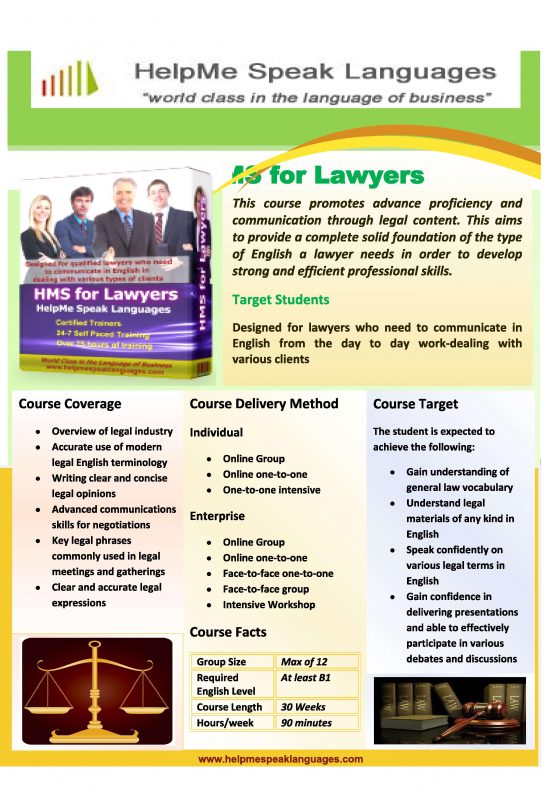 HelpMe Speak Languages
"world class in the language of business"
MS for Lawyers
This course promotes advance proficiency and
communication through legal content. This aims
to provide a complete solid foundation of the type
of English a lawyer needs in order to develop
strong and efficient professional skills.
Target Students
Designed for lawyers who need to communicate in
English from the day to day work-dealing with
various clients
Designed for qualified lawyers who need
to communicate in English in
dealing with various types of clients
HMS for Lawyers
HelpMe Speak Languages
Certified Trainers
24-7 Self Paced Training
Over 15 hours of training
World Class in the Language of Business
www.helpmespeaklanguages.com
HMS for Lawyers
Course Coverage
• Overview of legal industry
• Accurate use of modern
legal English terminology
• Writing clear and concise
legal opinions
• Advanced communications
skills for negotiations
• Key legal phrases
commonly used in legal
meetings and gatherings
• Clear and accurate legal
expressions
Course Delivery Method
Individual
• Online Group
• Online one-to-one
• One-to-one intensive
Enterprise
• Online Group
• Online one-to-one
• Face-to-face one-to-one
• Face-to-face group
• Intensive Workshop
Course Facts
Group Size Max of 12
Required At least B1
English Level
Course Length 30 Weeks
Hours/week 90 minutes
Course Target
The student is expected to
achieve the following:
• Gain understanding of
general law vocabulary
• Understand legal
materials of any kind in
English
• Speak confidently on
various legal terms in
English
• Gain confidence in
delivering presentations
and able to effectively
participate in various
debates and discussions
LAW
LAW
www.helpmespeaklanguages.com